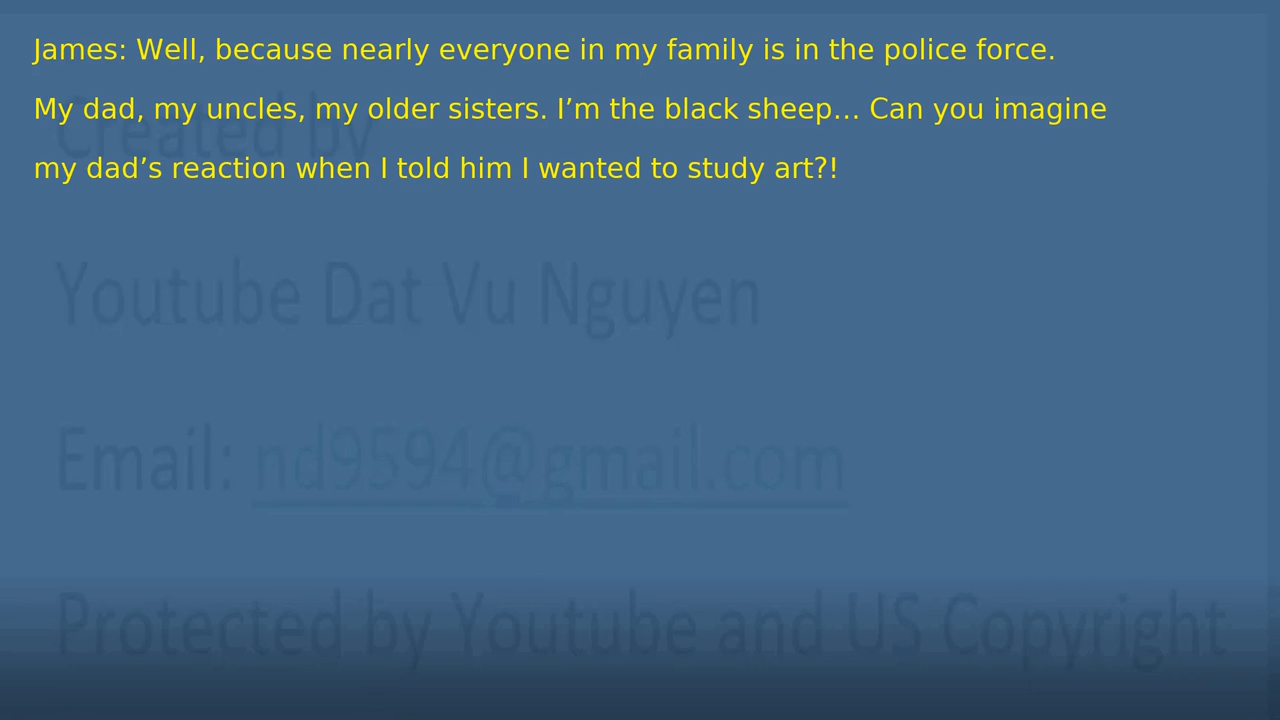 James: Well, because nearly everyone in my family is in the police force.
My dad, my uncles, my older sisters. I’m the black sheep… Can you imagine
Created by
my dad’s reaction when I told him I wanted to study art?!
Youtube Dat Vu Nguyen
Email: nd9594@gmail.com
Protected by Youtube and US Copyright